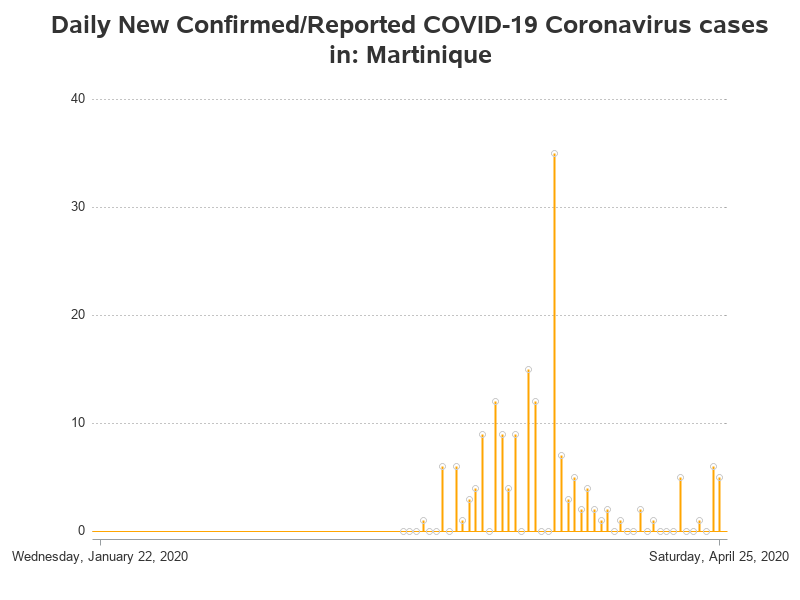 Daily New Confirmed/Reported COVID-19 Coronavirus cases
in: Martinique
40
30
20
10
0
Wednesday, January 22, 2020
Saturday, April 25, 2020